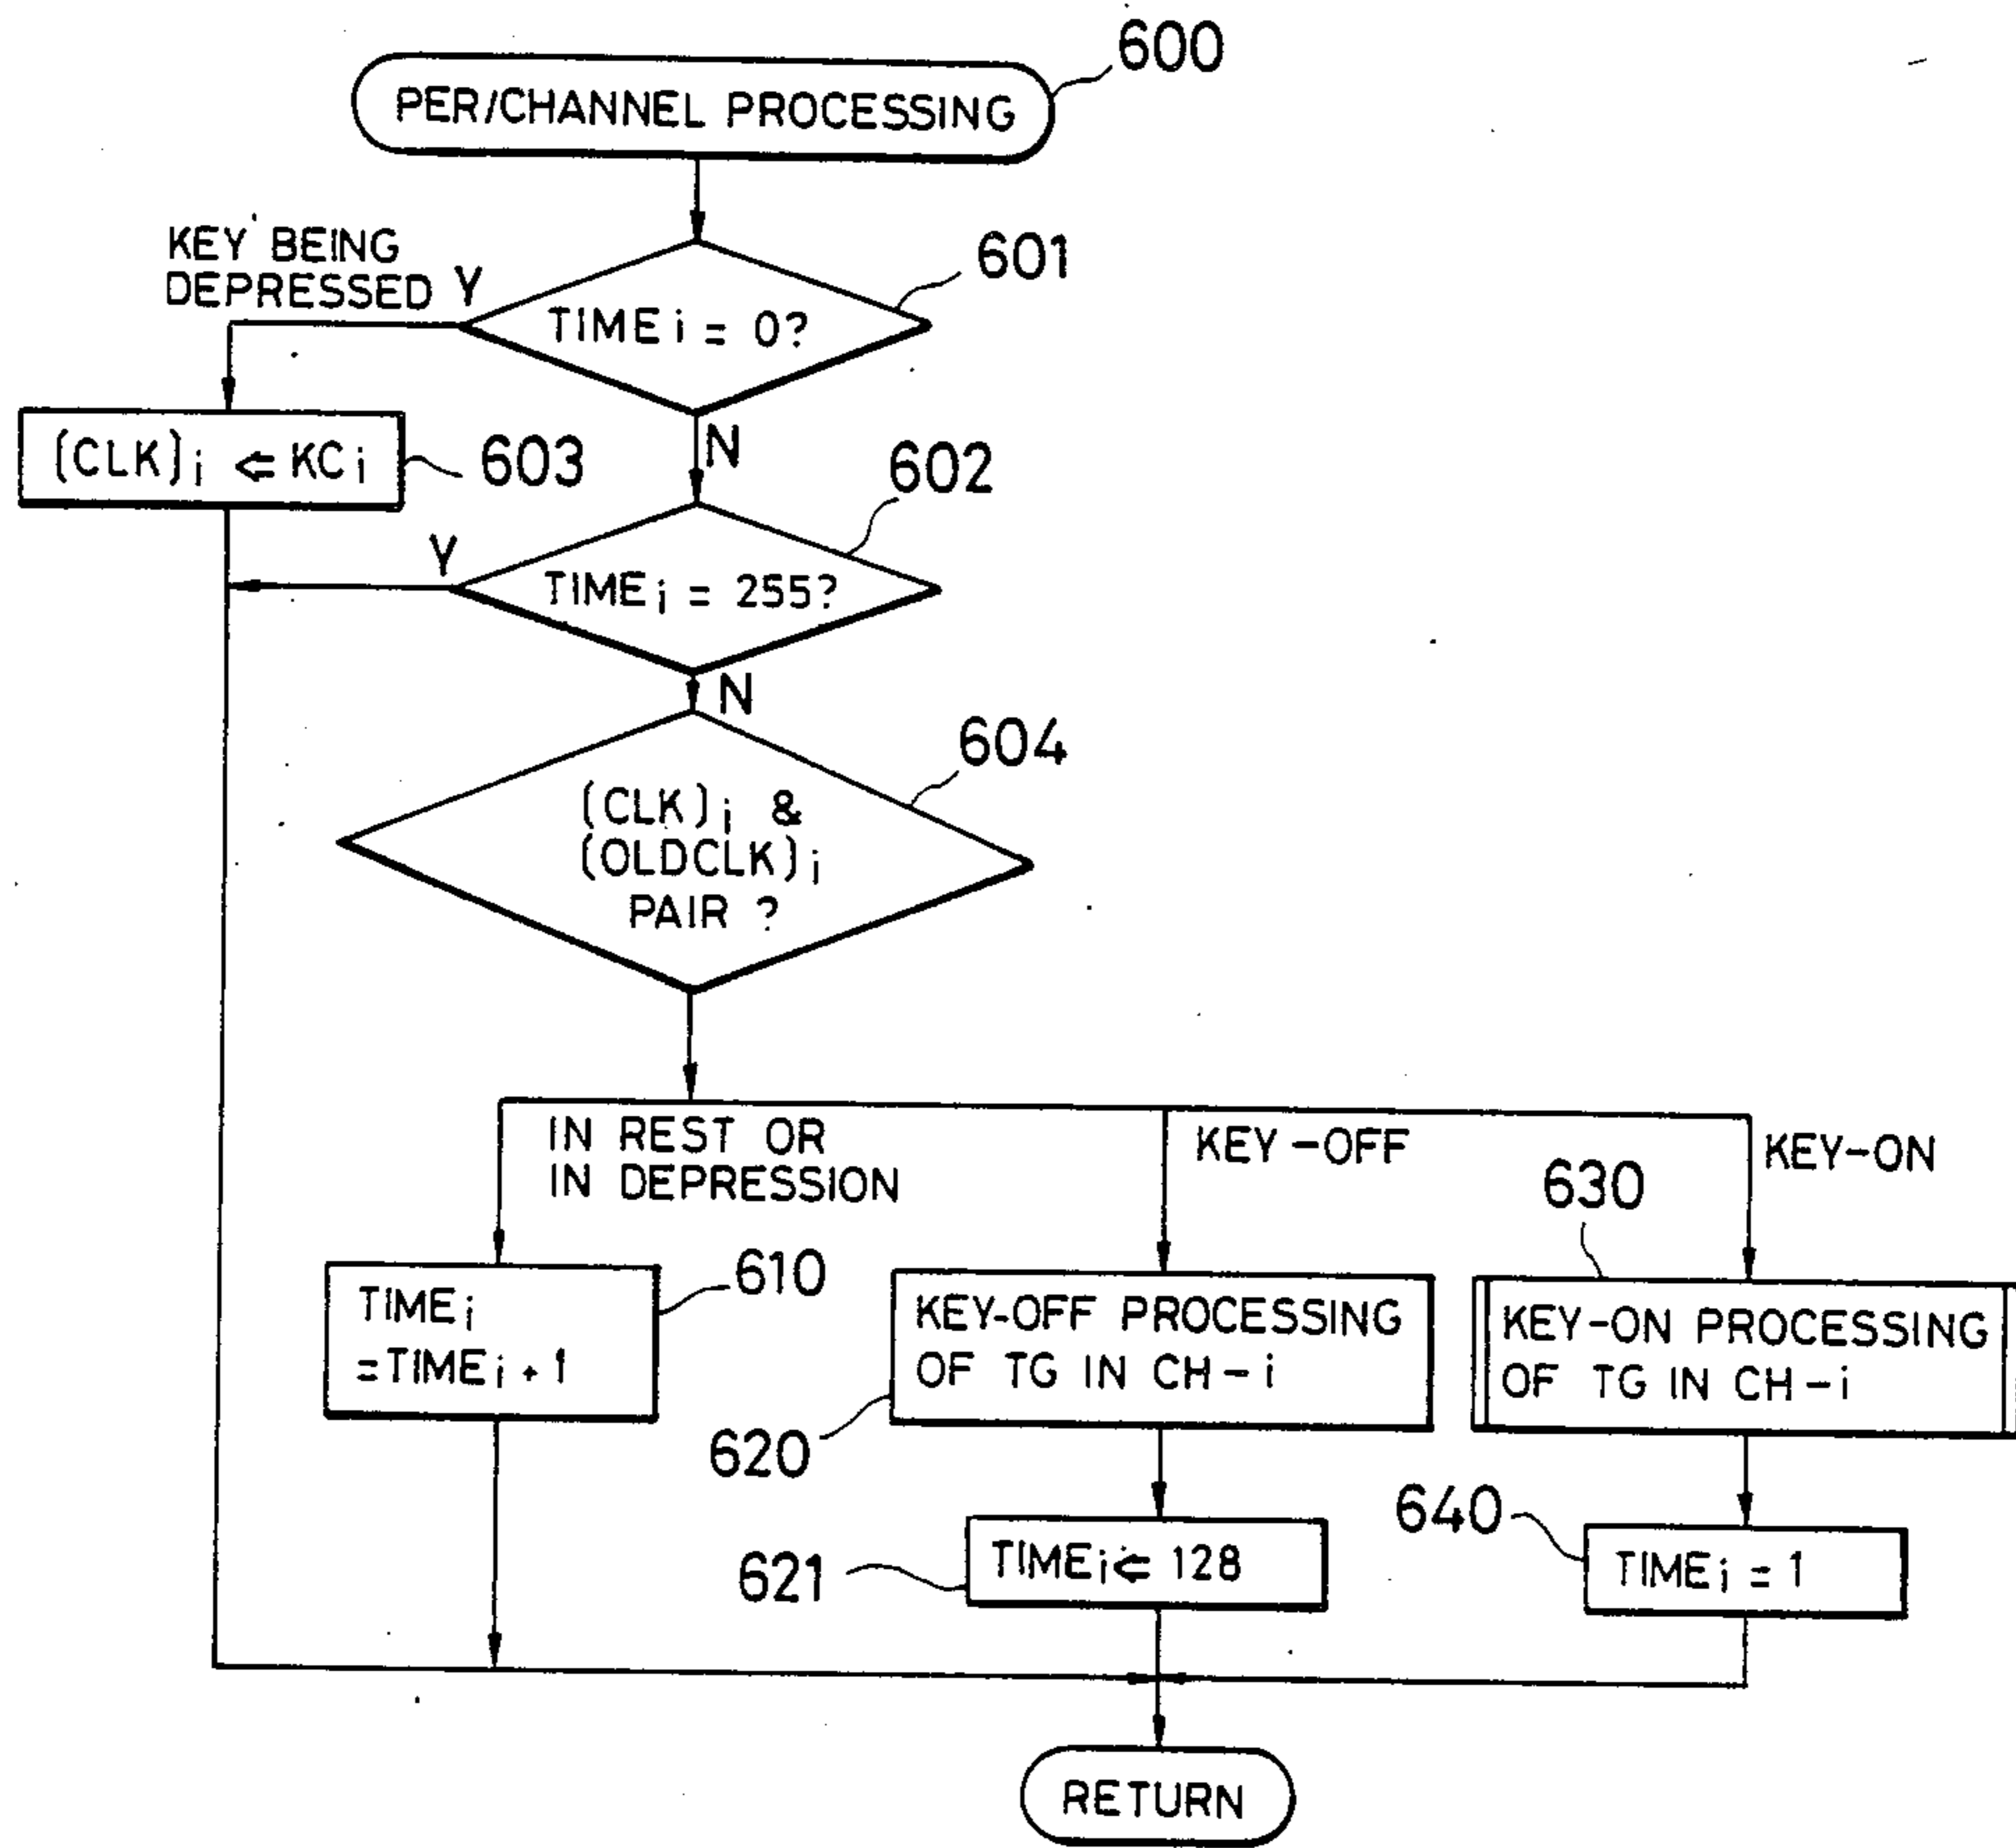 600
PER/CHANNEL PROCESSING
KEY BEING
DEPRESSED
Y
601
TIMEi = 0?
(CLK)i ⇐ KCi
603
N
602
Y
TIMEi = 255?
N
604
(CLK)i &
(OLDCLK)i
PAIR ?
IN REST OR
IN DEPRESSION
KEY-OFF
KEY-ON
630
610
TIMEi
=TIMEi + 1
KEY-OFF PROCESSING
OF TG IN CH-i
KEY-ON PROCESSING
OF TG IN CH-i
620
640
621
TIMEi ⇐ 128
TIMEi = 1
RETURN